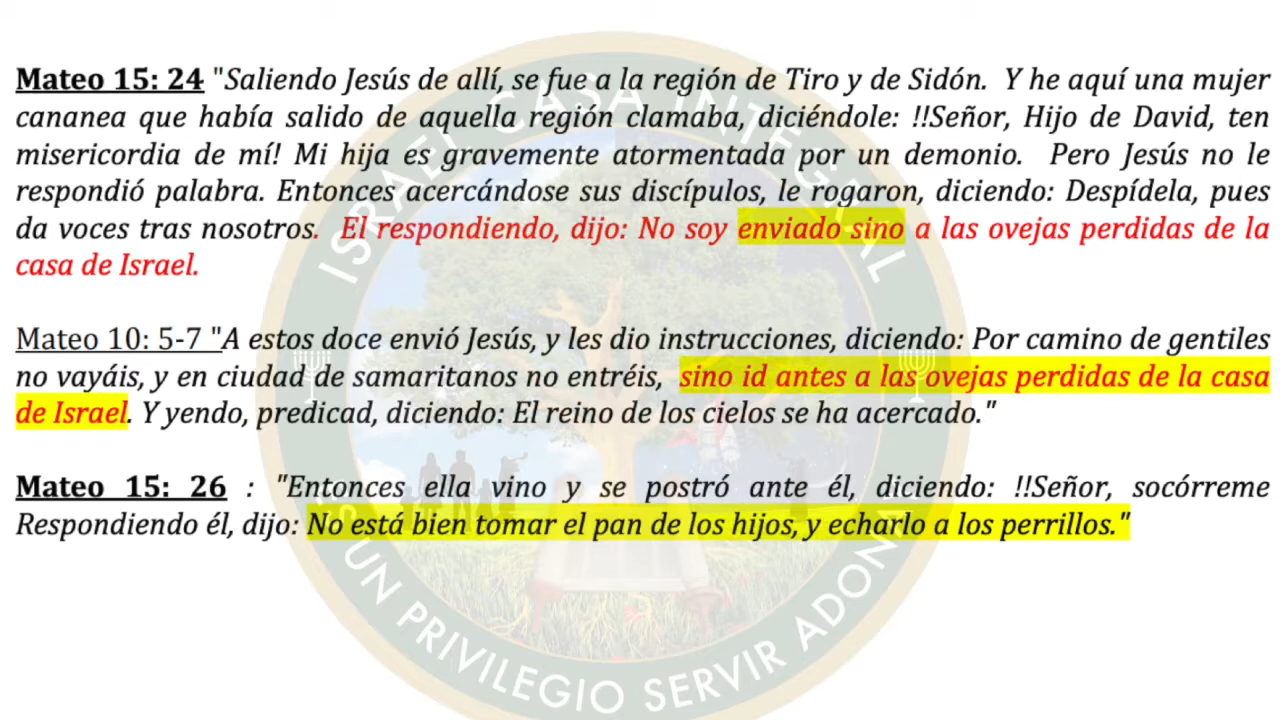 Mateo 15: 24 "Saliendo Jesús de allí, se fue a la región de Tiro y de Sidón. Y he aquí una mujer
cananea que había salido de aquella región clamaba, diciéndole: !!Señor, Hijo de David, ten
misericordia de mí! Mi hija es gravemente atormentada por un demonio. Pero Jesús no le
respondió palabra. Entonces acercándose sus discípulos, le rogaron, diciendo: Despídela, pues
da voces tras nosotros. El respondiendo, dijo: No soy enviado sino a las ovejas perdidas de la
casa de Israel.
Mateo 10: 5-7 "A estos doce envió Jesús, y les dio instrucciones, diciendo: Por camino de gentiles
no vayáis, y en ciudad de samaritanos no entréis, sino id antes a las ovejas perdidas de la casa
de Israel. Y yendo, predicad, diciendo: El reino de los cielos se ha acercado."
Mateo 15: 26 : "Entonces ella vino y se postró ante él, diciendo: !!Señor, socórreme
Respondiendo él, dijo: No está bien tomar el pan de los hijos, y echarlo a los perrillos."
ISRAEL CASA INTEGRAL
ES UN PRIVILEGIO SERVIR ADONAI